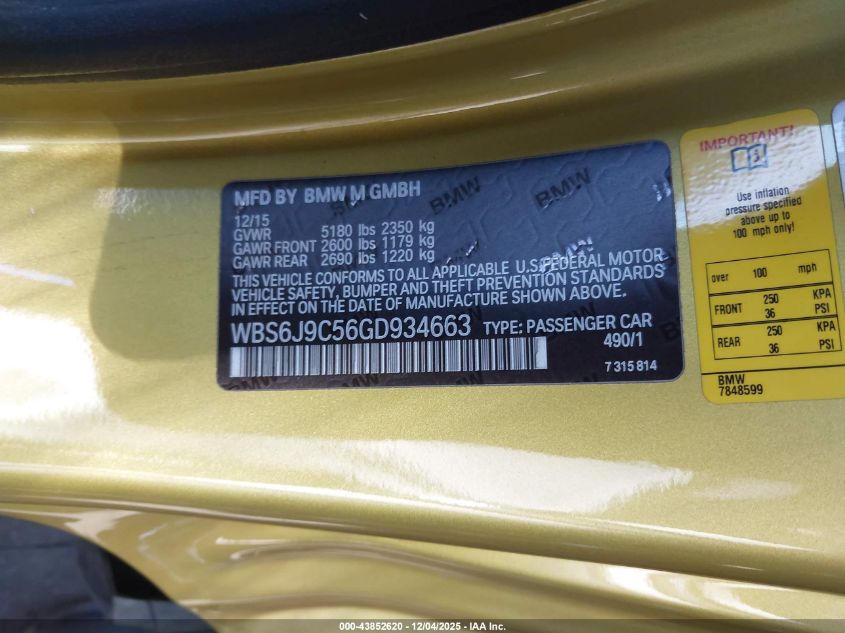 MFD BY BMW M GMBH
12/15
GVWR 5180 lbs 2350 kg
GAWR FRONT 2600 lbs 1179 kg
GAWR REAR 2690 lbs 1220 kg
THIS VEHICLE CONFORMS TO ALL APPLICABLE U.S.FEDERAL MOTOR
VEHICLE SAFETY, BUMPER AND THEFT PREVENTION STANDARDS
IN EFFECT ON THE DATE OF MANUFACTURE SHOWN ABOVE.
WBS6J9C56GD934663 TYPE: PASSENGER CAR
490/1
7 315 814
IMPORTANT!
Use inflation
pressure specified
above up to
100 mph only!
over 100 mph
FRONT 250 KPA
36 PSI
REAR 250 KPA
36 PSI
BMW
7848599
000-43852620 - 12/04/2025 - IAA Inc.